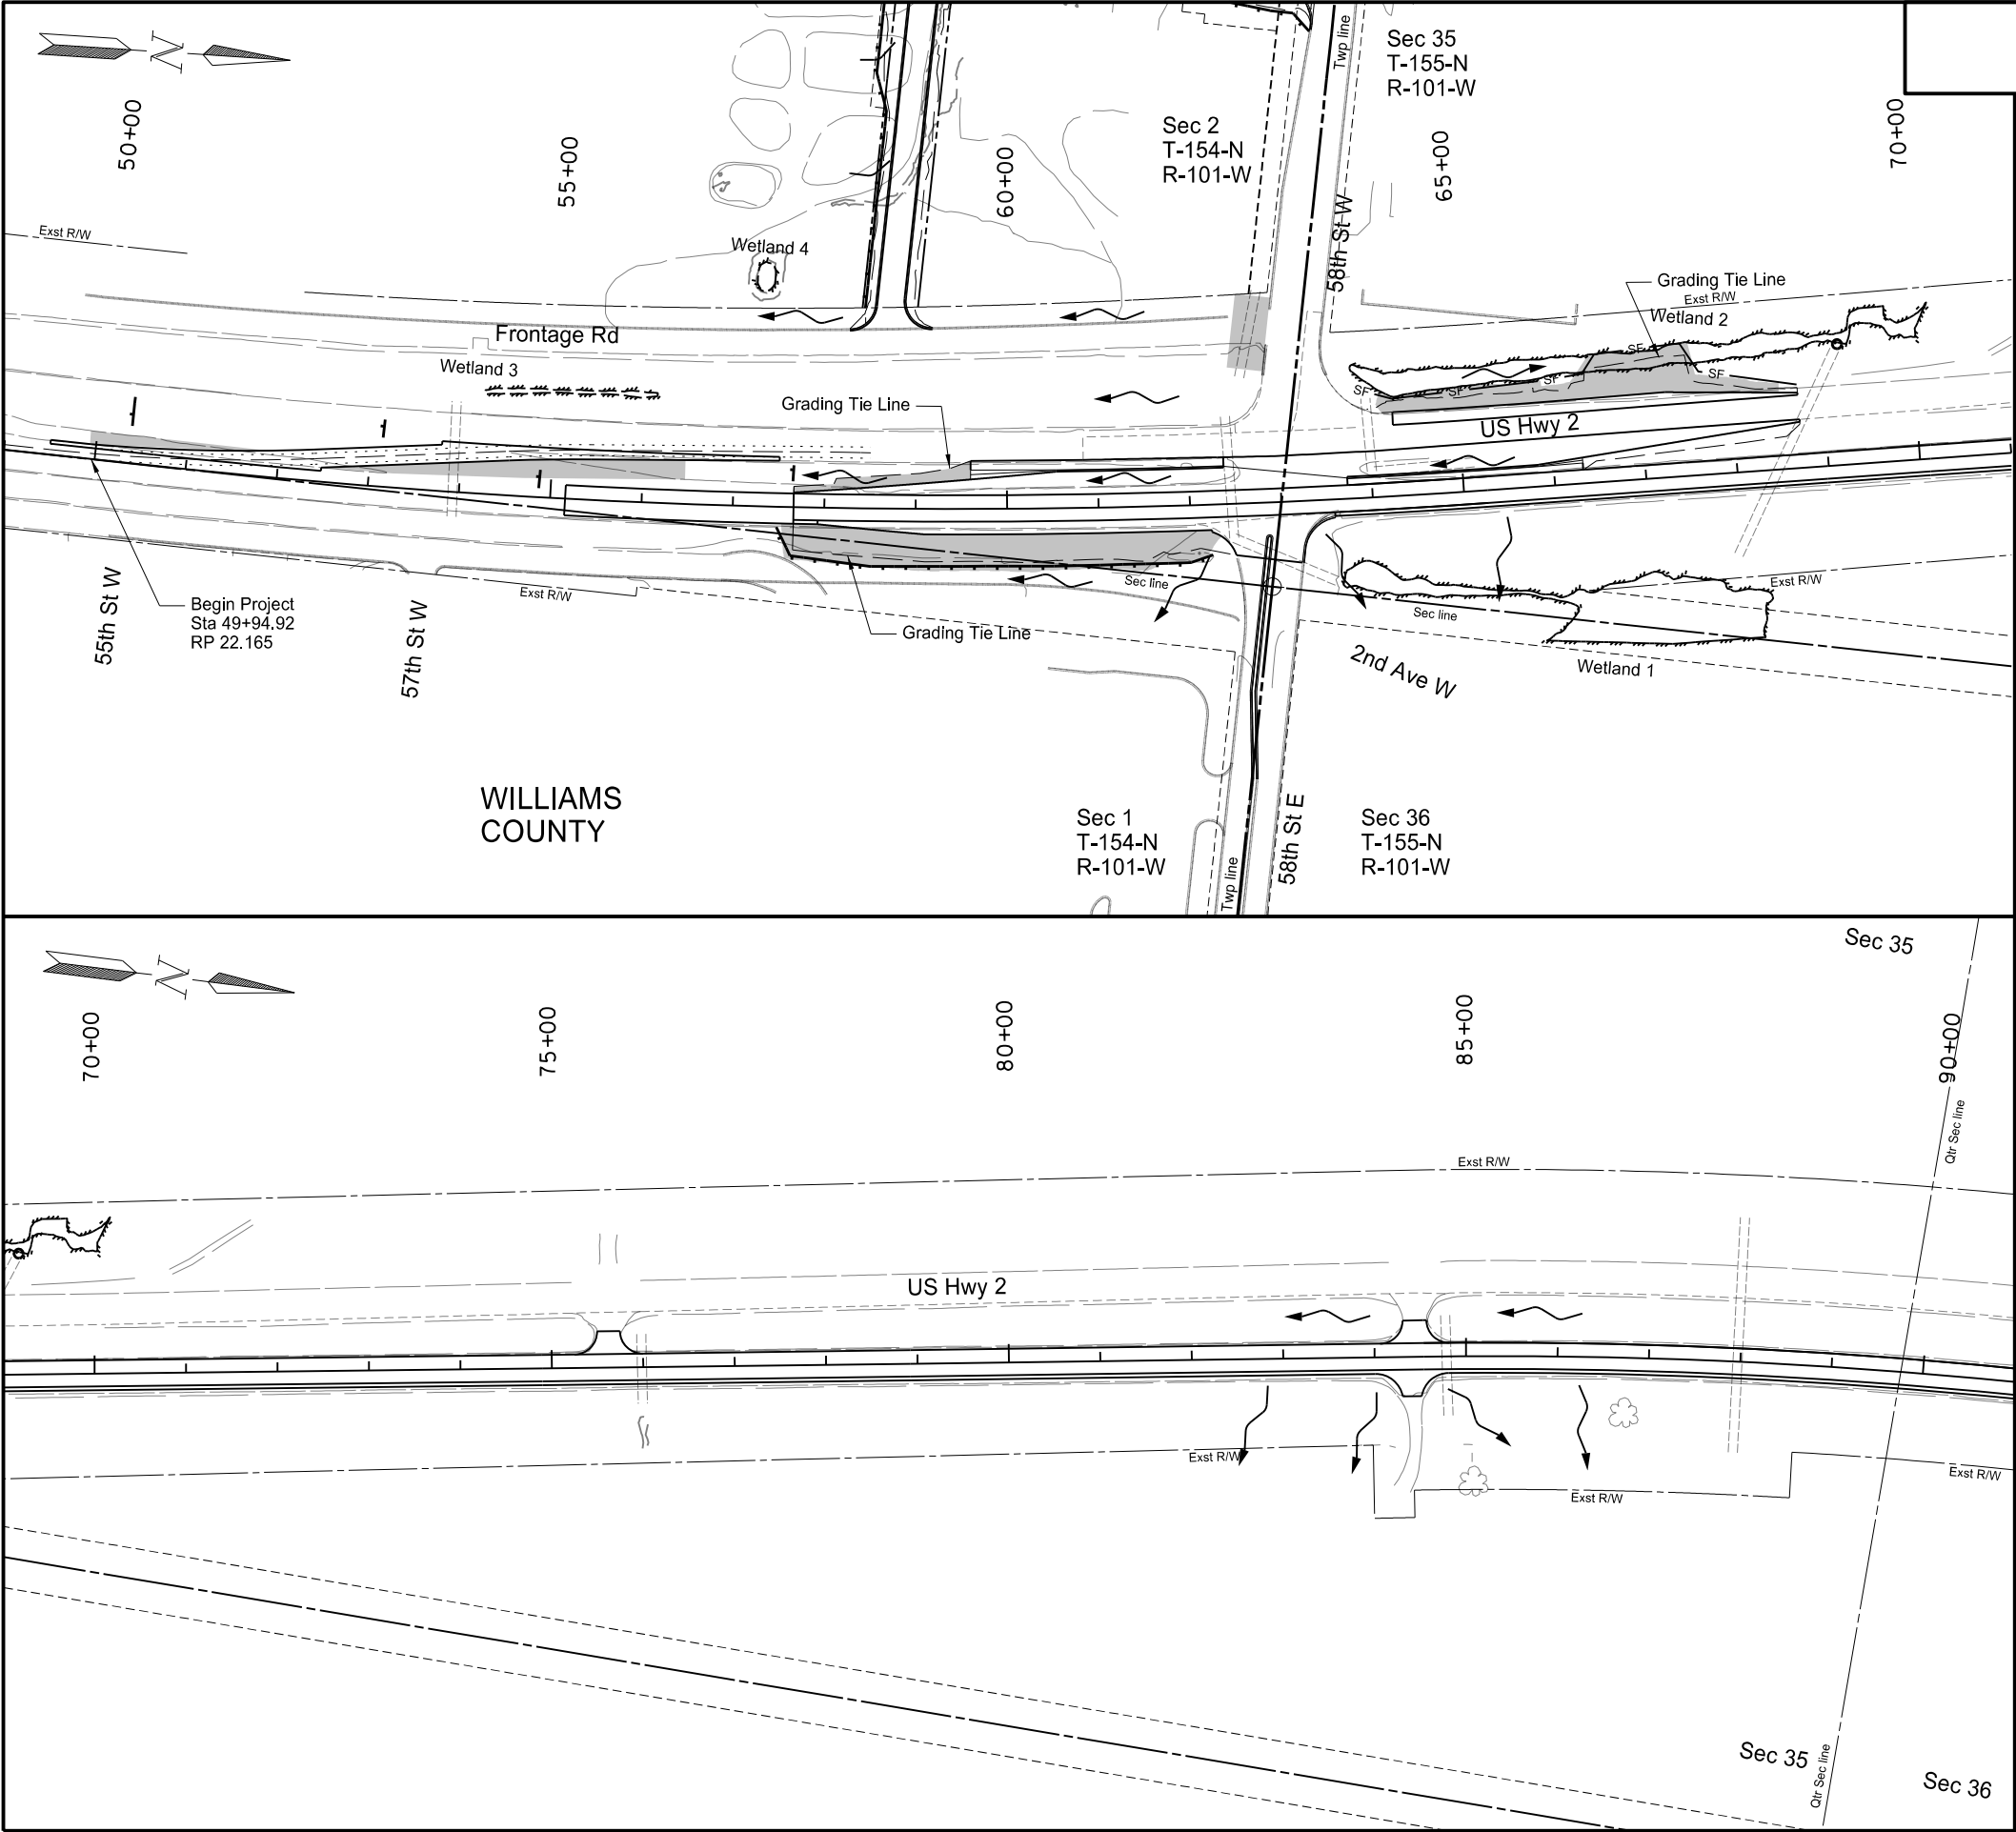 N
50+00
55+00
60+00
65+00
70+00
Twp line
Sec 35
T-155-N
R-101-W
Sec 2
T-154-N
R-101-W
58th St W
Exst R/W
Wetland 4
Grading Tie Line
Exst R/W
Wetland 2
Frontage Rd
Wetland 3
SF
SF
SF
SF
SF
Grading Tie Line
US Hwy 2
55th St W
Begin Project
Sta 49+94.92
RP 22.165
57th St W
Exst R/W
Sec line
Grading Tie Line
Sec line
Exst R/W
2nd Ave W
Wetland 1
WILLIAMS
COUNTY
Sec 1
T-154-N
R-101-W
Twp line
58th St E
Sec 36
T-155-N
R-101-W
N
70+00
75+00
80+00
85+00
90+00
Sec 35
Qtr Sec line
Exst R/W
US Hwy 2
Exst R/W
Exst R/W
Exst R/W
Sec 35
Qtr Sec line
Sec 36